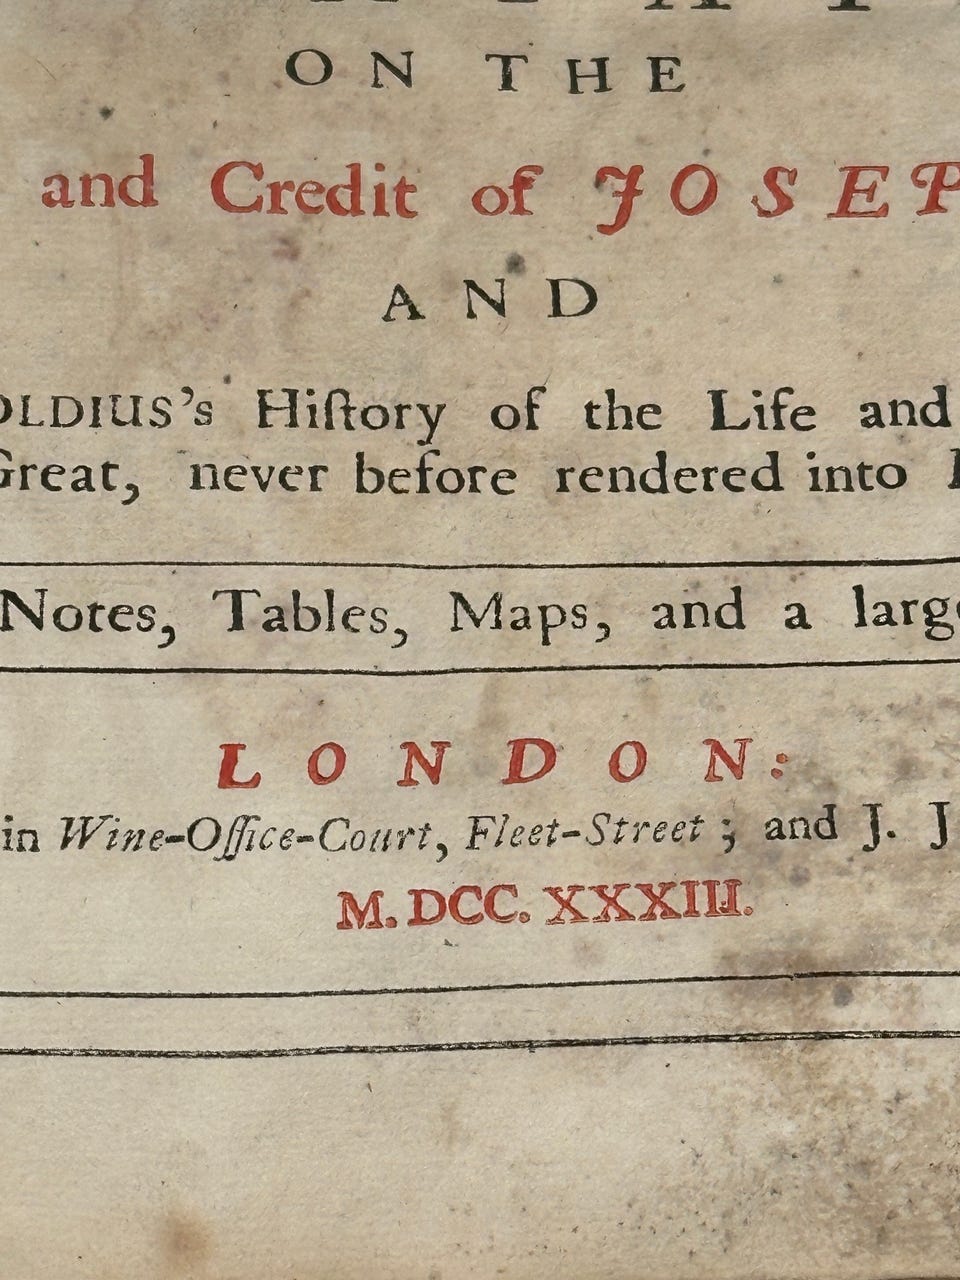 ON THE
and Credit of JOSEP
AND
OLDIUS's Hiſtory of the Life and
Great, never before rendered into
Notes, Tables, Maps, and a large
LONDON:
in Wine-Office-Court, Fleet-Street; and J. J
M.DCC.XXXIII.